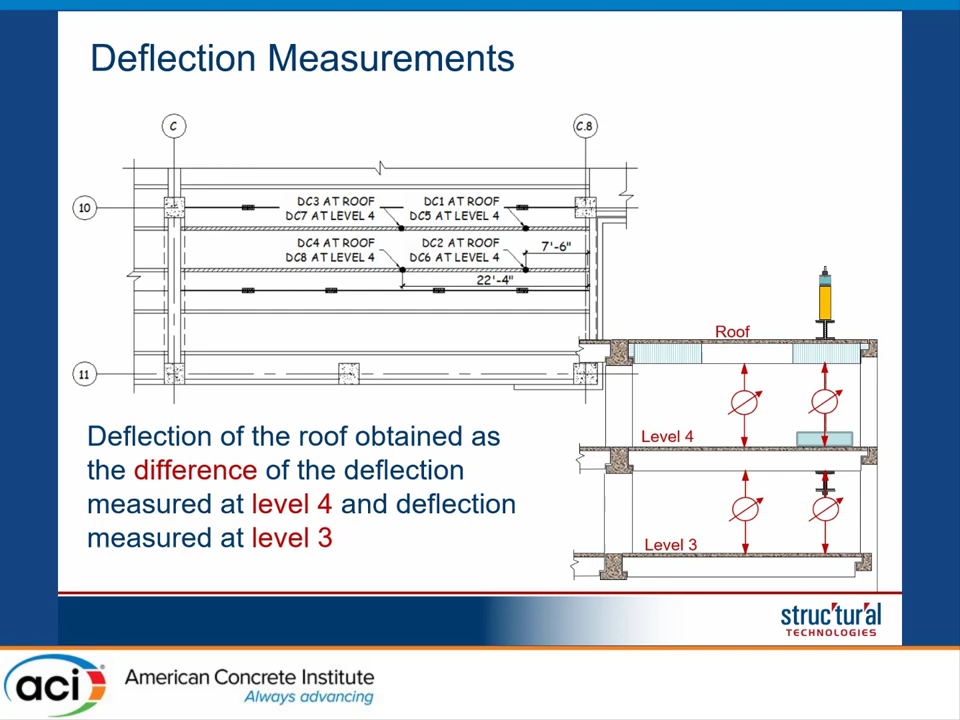 Deflection Measurements
C
C.8
10
DC3 AT ROOF
DC7 AT LEVEL 4
DC1 AT ROOF
DC5 AT LEVEL 4
DC4 AT ROOF
DC8 AT LEVEL 4
DC2 AT ROOF
DC6 AT LEVEL 4
7'-6"
22'-4"
11
Roof
Level 4
Level 3
Deflection of the roof obtained as
the difference of the deflection
measured at level 4 and deflection
measured at level 3
structural
TECHNOLOGIES
aci
American Concrete Institute
Always advancing